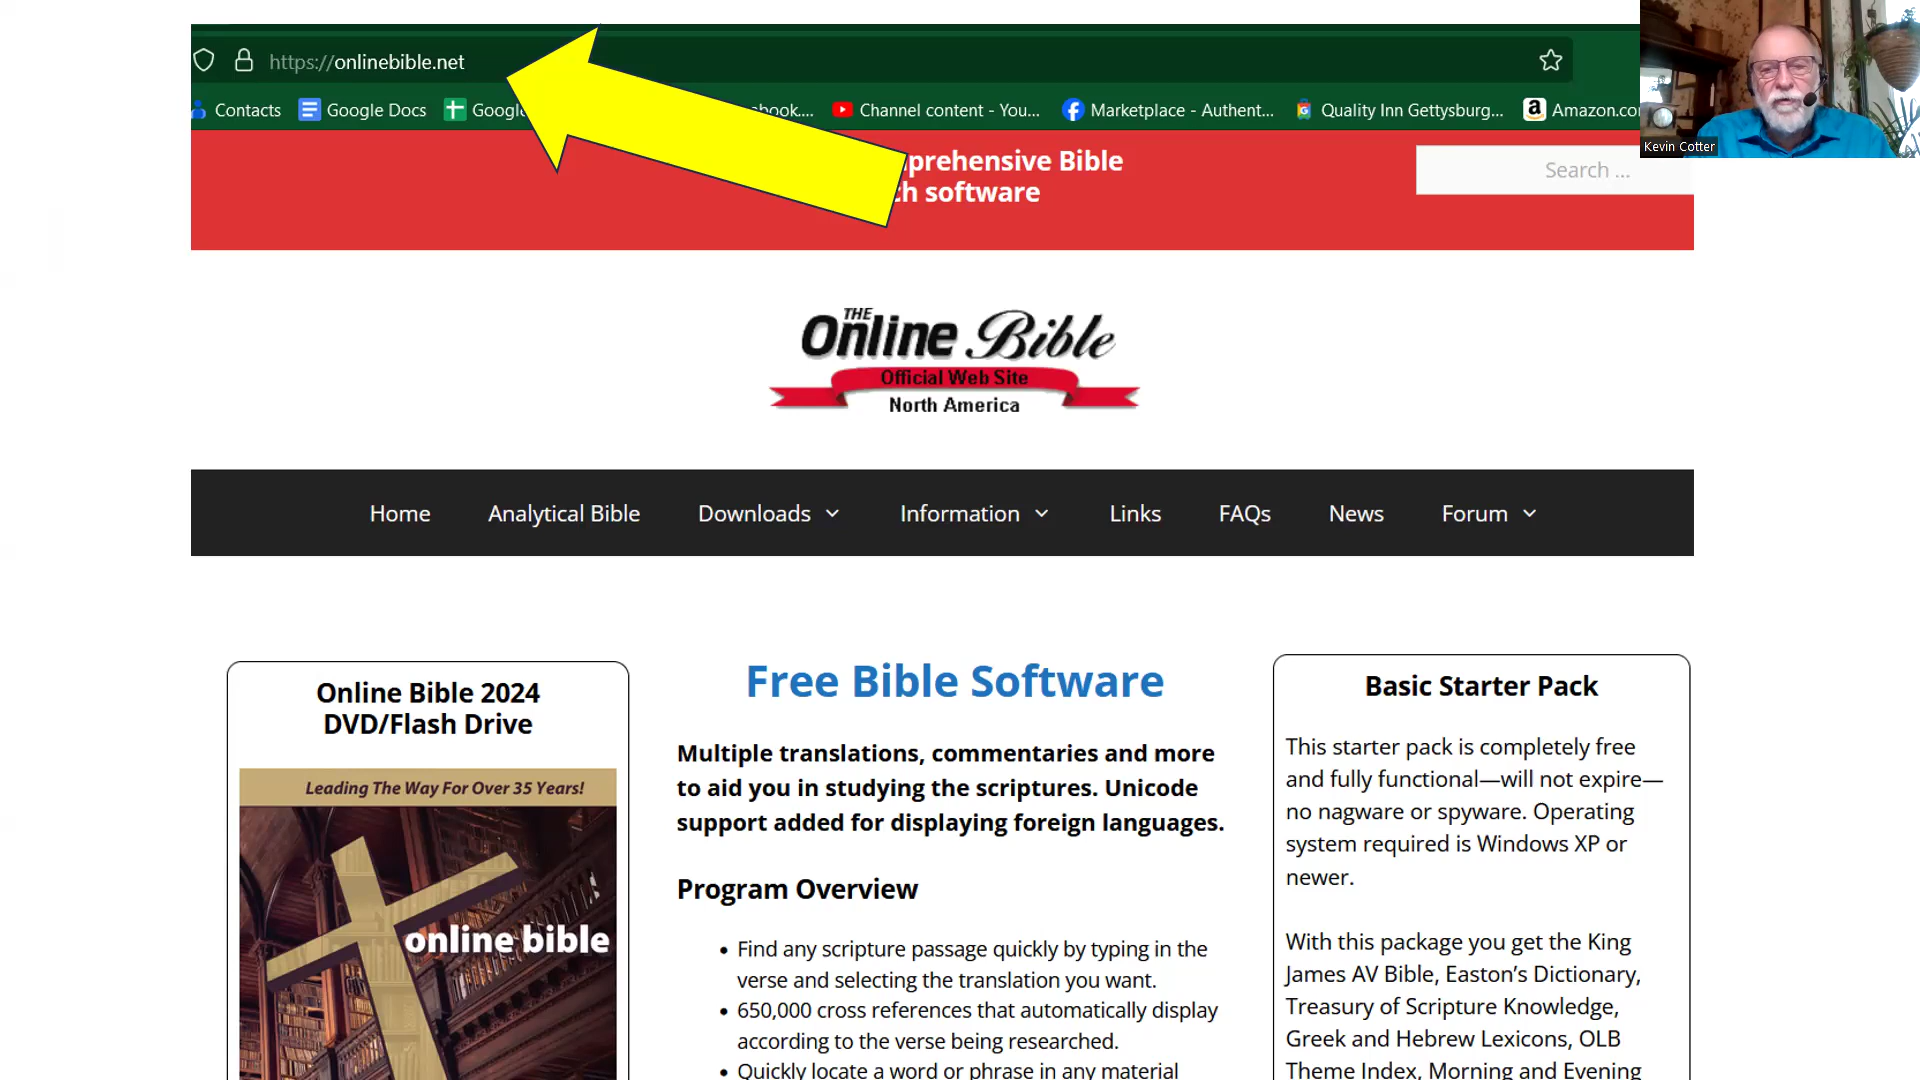 https://onlinebible.net
Contacts Google Docs Channel content - You... Marketplace - Authent... Quality Inn Gettysburg...
Kevin Cotter
Bible
software
Search ...
THE
Online Bible
Official Web Site
North America
Home Analytical Bible Downloads Information Links FAQs News Forum
Online Bible 2024
DVD/Flash Drive
Leading The Way For Over 35 Years!
online bible
Free Bible Software
Multiple translations, commentaries and more
to aid you in studying the scriptures. Unicode
support added for displaying foreign languages.
Program Overview
• Find any scripture passage quickly by typing in the
verse and selecting the translation you want.
• 650,000 cross references that automatically display
according to the verse being researched.
• Quickly locate a word or phrase in any material
Basic Starter Pack
This starter pack is completely free
and fully functional—will not expire—
no nagware or spyware. Operating
system required is Windows XP or
newer.
With this package you get the King
James AV Bible, Easton’s Dictionary,
Treasury of Scripture Knowledge,
Greek and Hebrew Lexicons, OLB
Theme Index, Morning and Evening